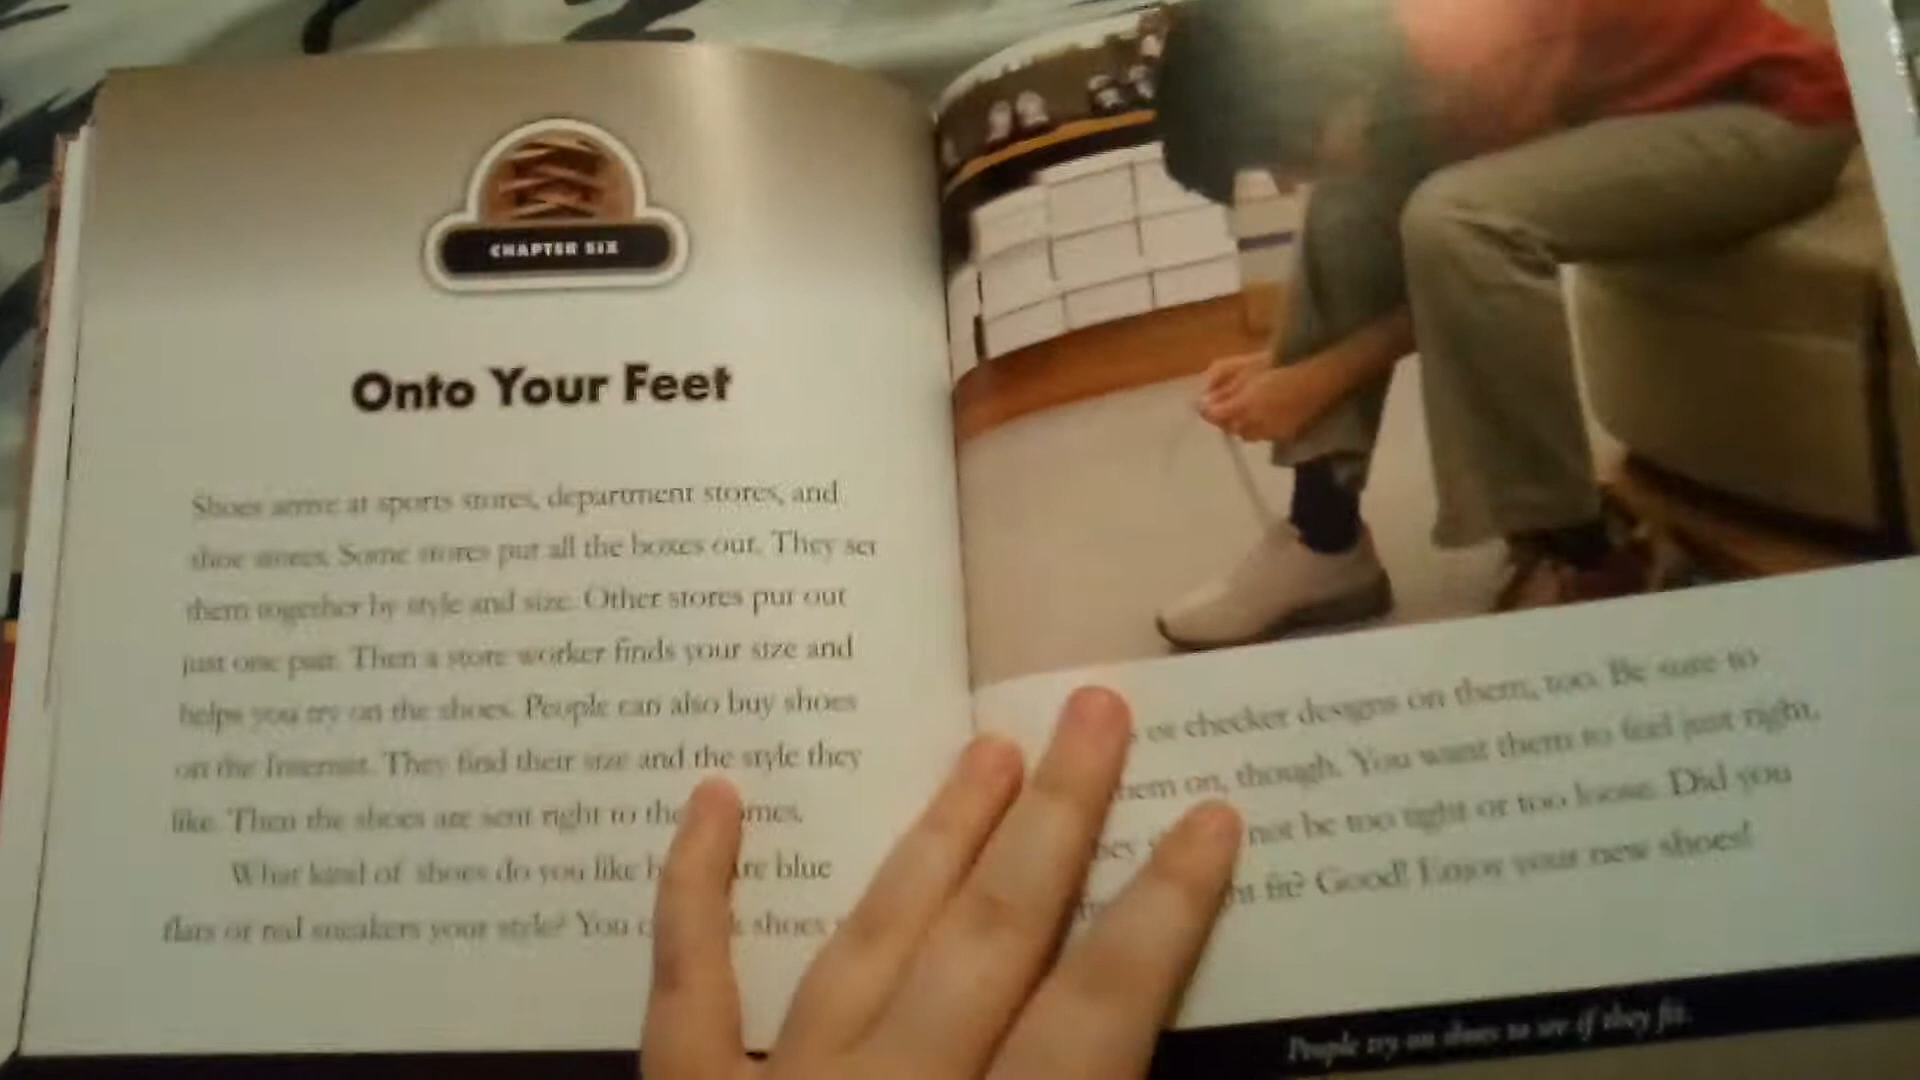 CHAPTER SIX
Onto Your Feet
Shoes arrive at sports stores, department stores, and
shoe stores. Some stores put all the boxes out. They set
them together by style and size. Other stores put out
just one pair. Then a store worker finds your size and
helps you try on the shoes. People can also buy shoes
on the Internet. They find their size and the style they
like. Then the shoes are sent right to
What kind of shoes do you like blue
flats or red sneakers your style? You shoes
or checker designs on them, too. Be sure to
on, though. You want them to feel just right.
not be too tight or too loose. Did you
fit? Good! Enjoy your new shoes!
People try on shoes to see if they fit.